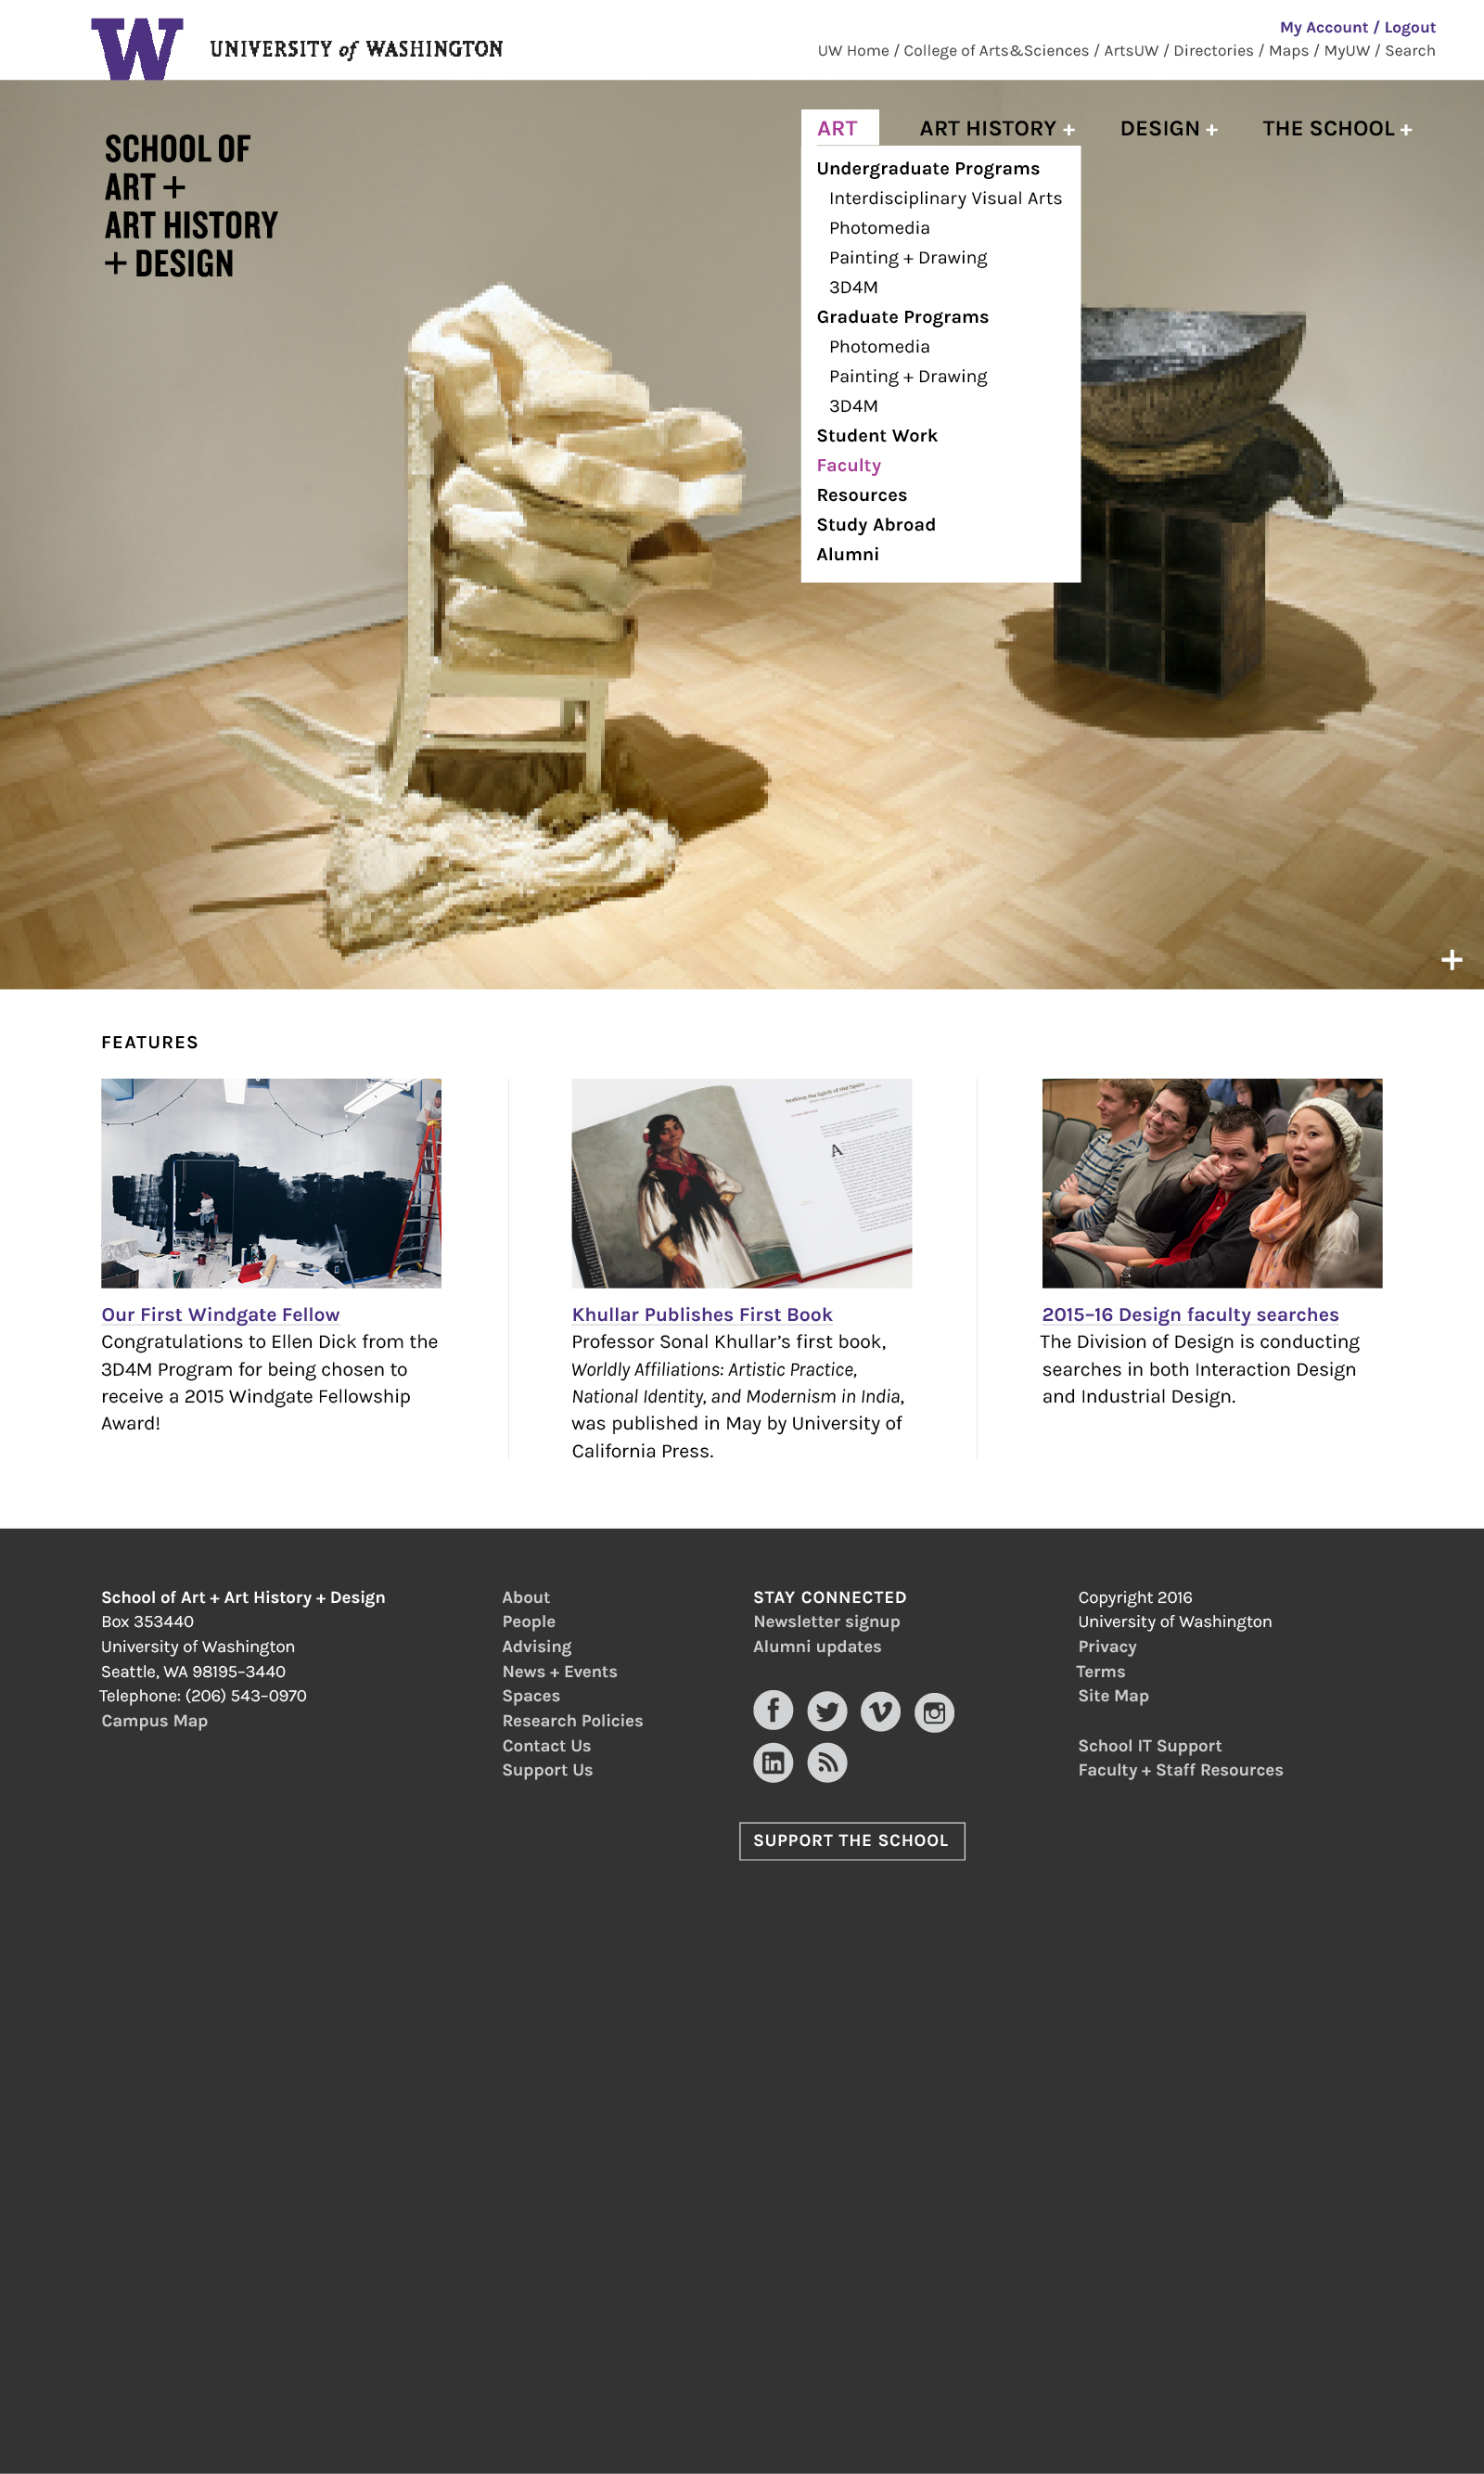 W
UNIVERSITY of WASHINGTON
My Account / Logout
UW Home / College of Arts&Sciences / ArtsUW / Directories / Maps / MyUW / Search
SCHOOL OF
ART +
ART HISTORY
+ DESIGN
ART
ART HISTORY +
DESIGN +
THE SCHOOL +
Undergraduate Programs
Interdisciplinary Visual Arts
Photomedia
Painting + Drawing
3D4M
Graduate Programs
Photomedia
Painting + Drawing
3D4M
Student Work
Faculty
Resources
Study Abroad
Alumni
+
FEATURES
Our First Windgate Fellow
Congratulations to Ellen Dick from the
3D4M Program for being chosen to
receive a 2015 Windgate Fellowship
Award!
A
Khullar Publishes First Book
Professor Sonal Khullar’s first book,
Worldly Affiliations: Artistic Practice,
National Identity, and Modernism in India,
was published in May by University of
California Press.
2015–16 Design faculty searches
The Division of Design is conducting
searches in both Interaction Design
and Industrial Design.
School of Art + Art History + Design
Box 353440
University of Washington
Seattle, WA 98195–3440
Telephone: (206) 543–0970
Campus Map
About
People
Advising
News + Events
Spaces
Research Policies
Contact Us
Support Us
STAY CONNECTED
Newsletter signup
Alumni updates
SUPPORT THE SCHOOL
Copyright 2016
University of Washington
Privacy
Terms
Site Map
School IT Support
Faculty + Staff Resources